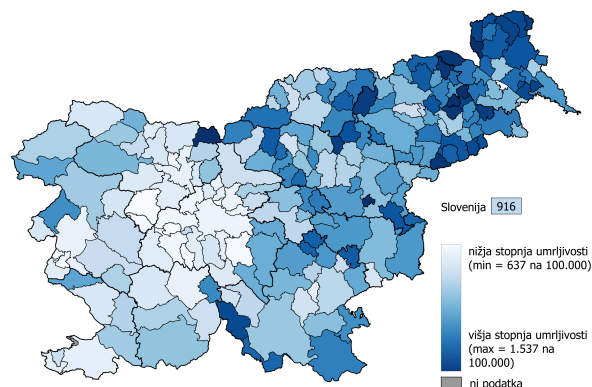 Slovenija 916
nižja stopnja umrljivosti
(min = 637 na 100.000)
višja stopnja umrljivosti
(max = 1.537 na
100.000)
ni podatka